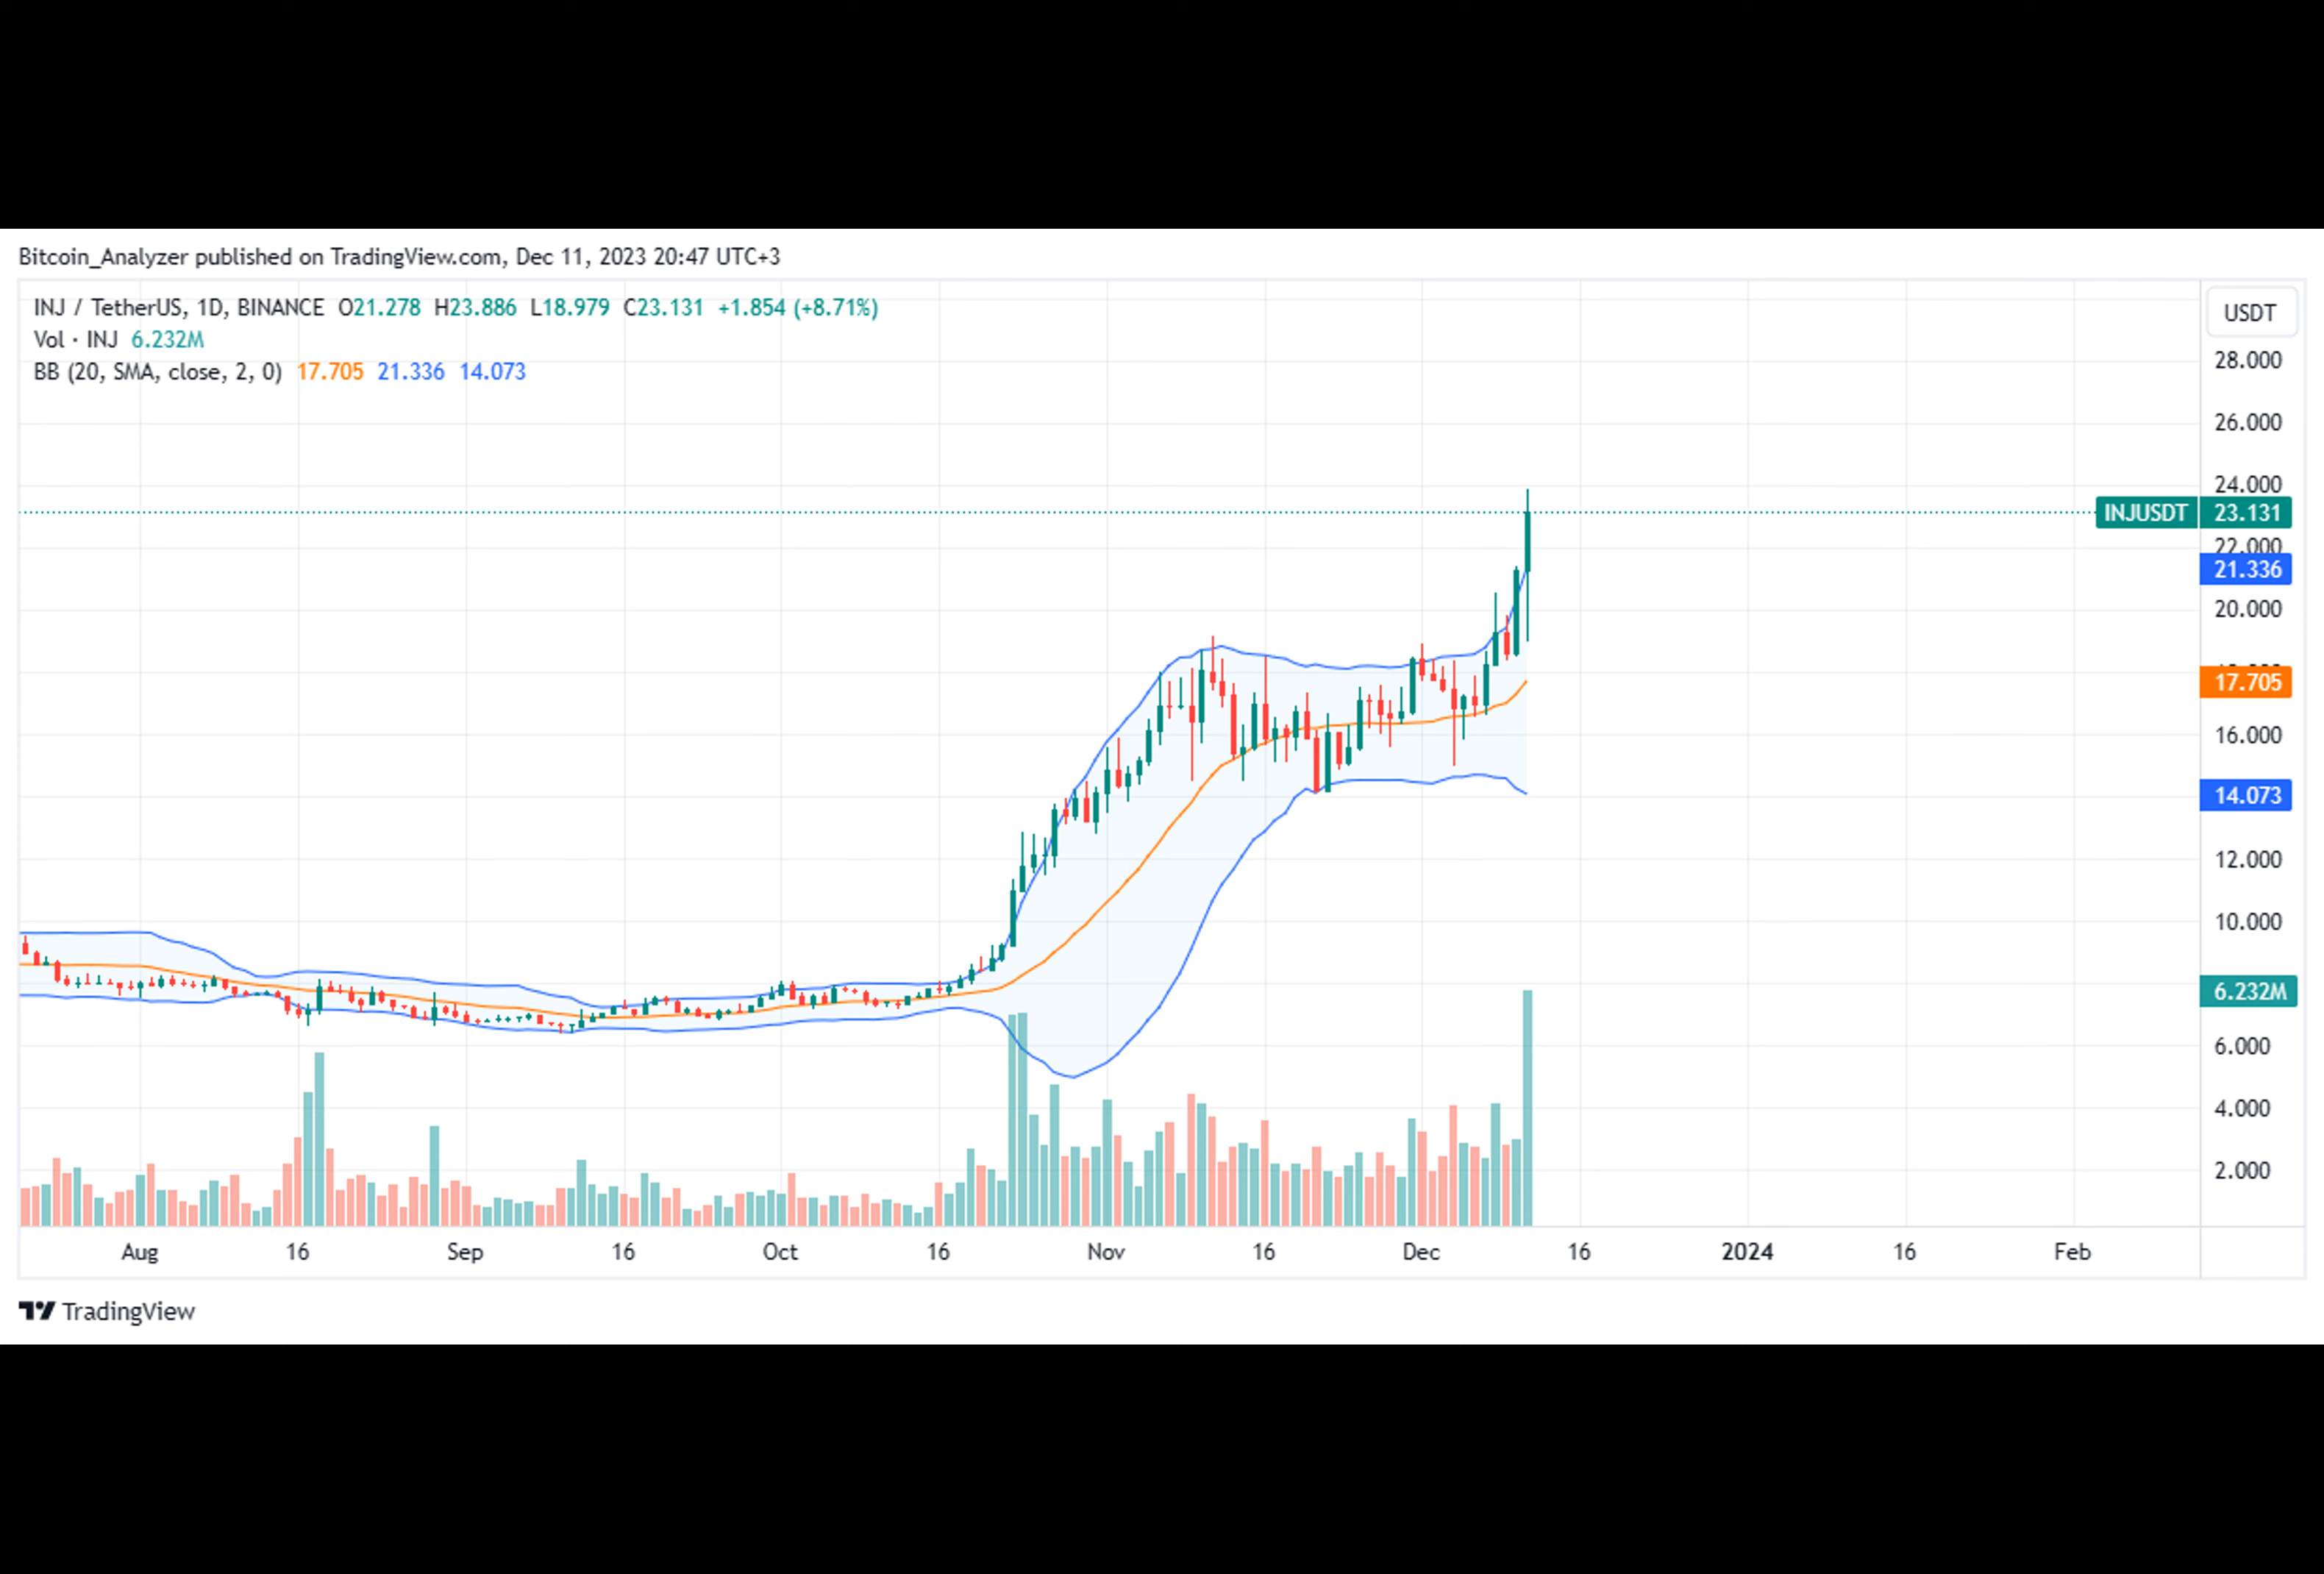 Bitcoin_Analyzer published on TradingView.com, Dec 11, 2023 20:47 UTC+3
INJ / TetherUS, 1D, BINANCE O21.278 H23.886 L18.979 C23.131 +1.854 (+8.71%)
Vol · INJ 6.232M
BB (20, SMA, close, 2, 0) 17.705 21.336 14.073
USDT
28.000
26.000
24.000
INJUSDT 23.131
22.000
21.336
20.000
17.705
16.000
14.073
12.000
10.000
6.232M
6.000
4.000
2.000
Aug 16 Sep 16 Oct 16 Nov 16 Dec 16 2024 16 Feb
TradingView